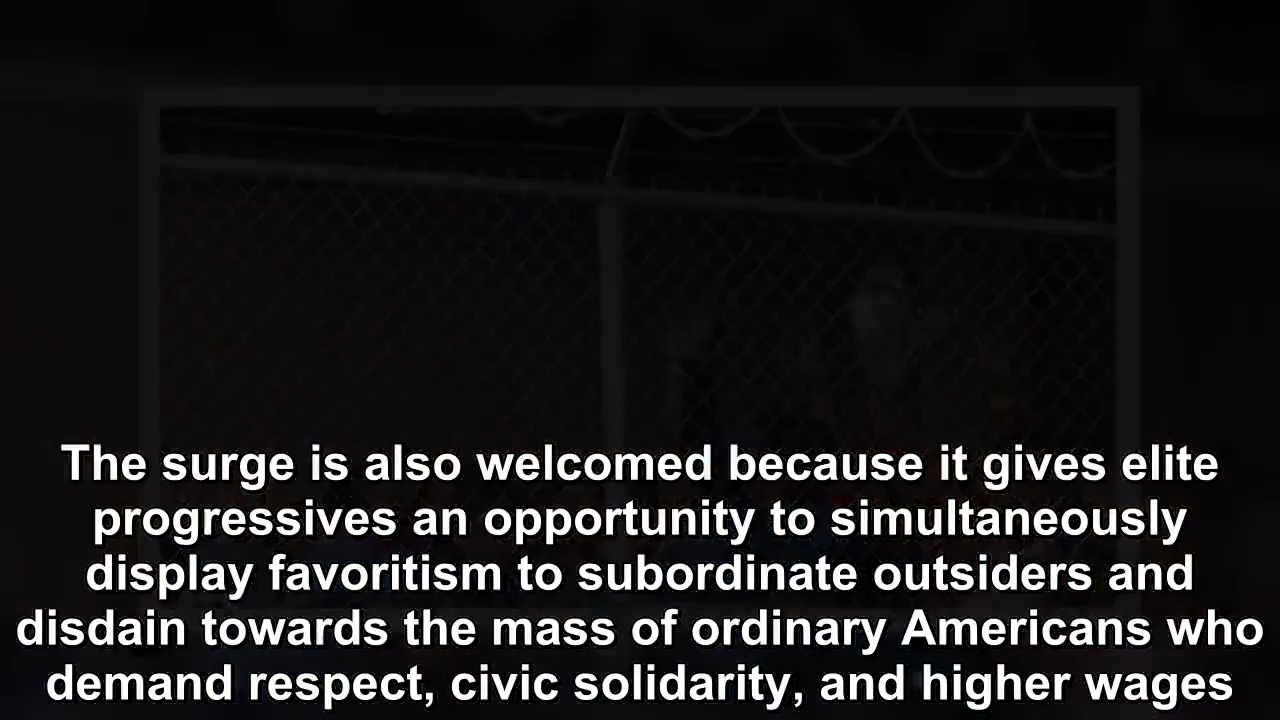 The surge is also welcomed because it gives elite
progressives an opportunity to simultaneously
display favoritism to subordinate outsiders and
disdain towards the mass of ordinary Americans who
demand respect, civic solidarity, and higher wages